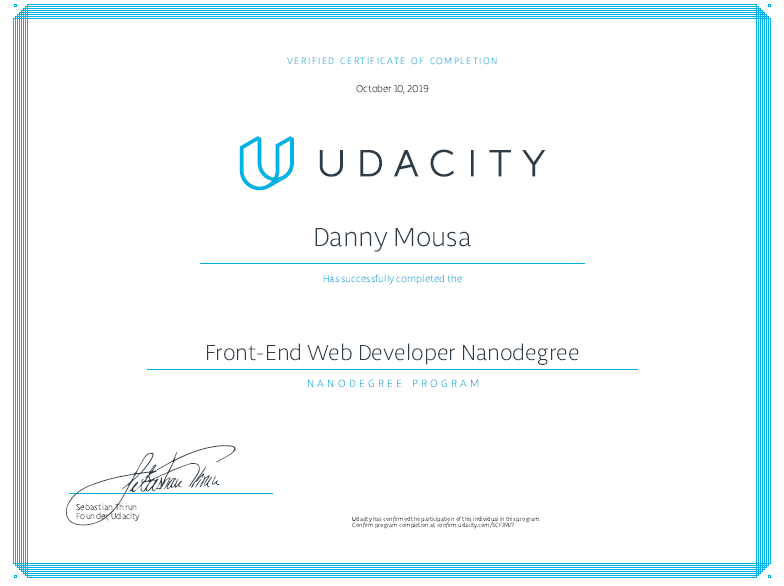 VERIFIED CERTIFICATE OF COMPLETION
October 10, 2019
UDACITY
Danny Mousa
Has successfully completed the
Front-End Web Developer Nanodegree
NANODEGREE PROGRAM
Sebastian Thrun
Sebastian Thrun
Founder, Udacity
Udacity has confirmed the participation of this individual in this program.
Confirm program completion at confirm.udacity.com/